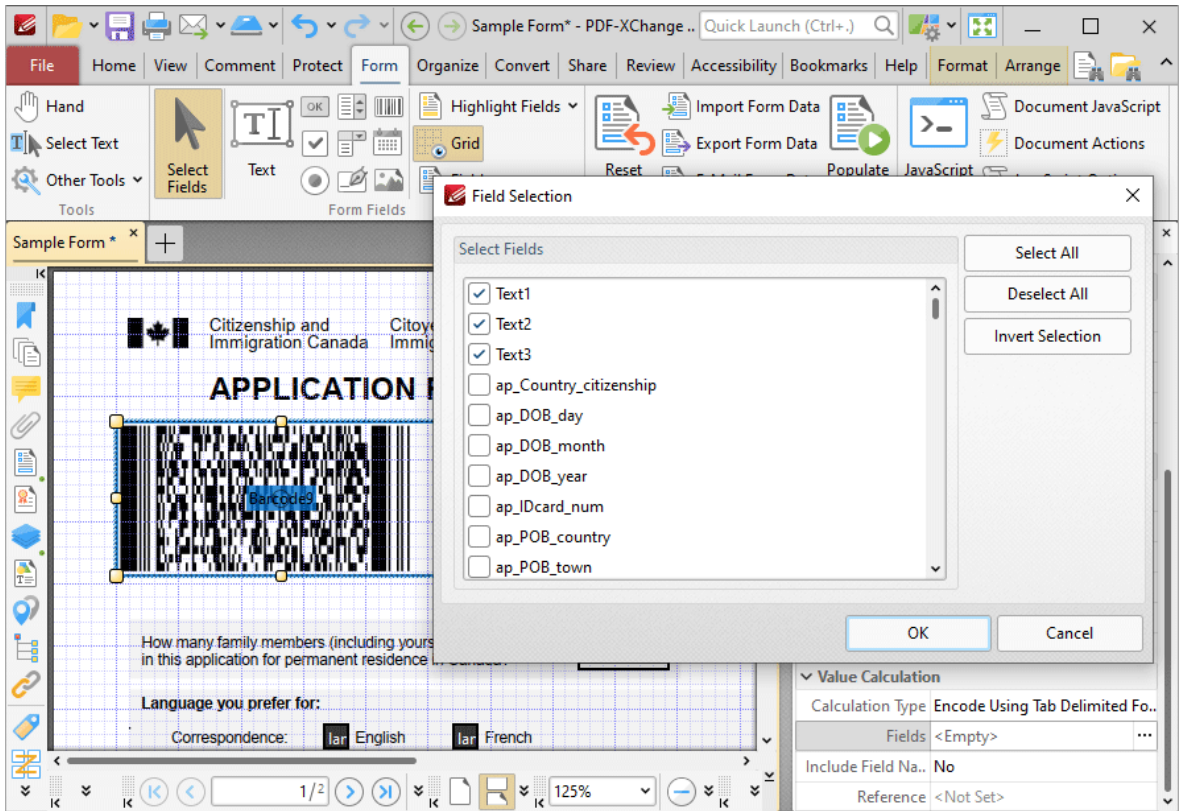 Sample Form* - PDF-XChange ..
Quick Launch (Ctrl+.)
File Home View Comment Protect Form Organize Convert Share Review Accessibility Bookmarks Help Format Arrange
Hand
Select Text
Other Tools
Tools
Select Fields
Text
OK
Form Fields
Highlight Fields
Grid
Reset
Import Form Data
Export Form Data
Populate
JavaScript
Document JavaScript
Document Actions
Sample Form *
Field Selection
Select Fields
Text1
Text2
Text3
ap_Country_citizenship
ap_DOB_day
ap_DOB_month
ap_DOB_year
ap_IDcard_num
ap_POB_country
ap_POB_town
Select All
Deselect All
Invert Selection
OK
Cancel
Citizenship and
Immigration Canada
APPLICATION
Barcode9
How many family members (including yours
in this application for permanent residence
Language you prefer for:
Correspondence:
lar English
lar French
Value Calculation
Calculation Type Encode Using Tab Delimited Fo..
Fields <Empty> ...
Include Field Na.. No
Reference <Not Set>
1/2
125%